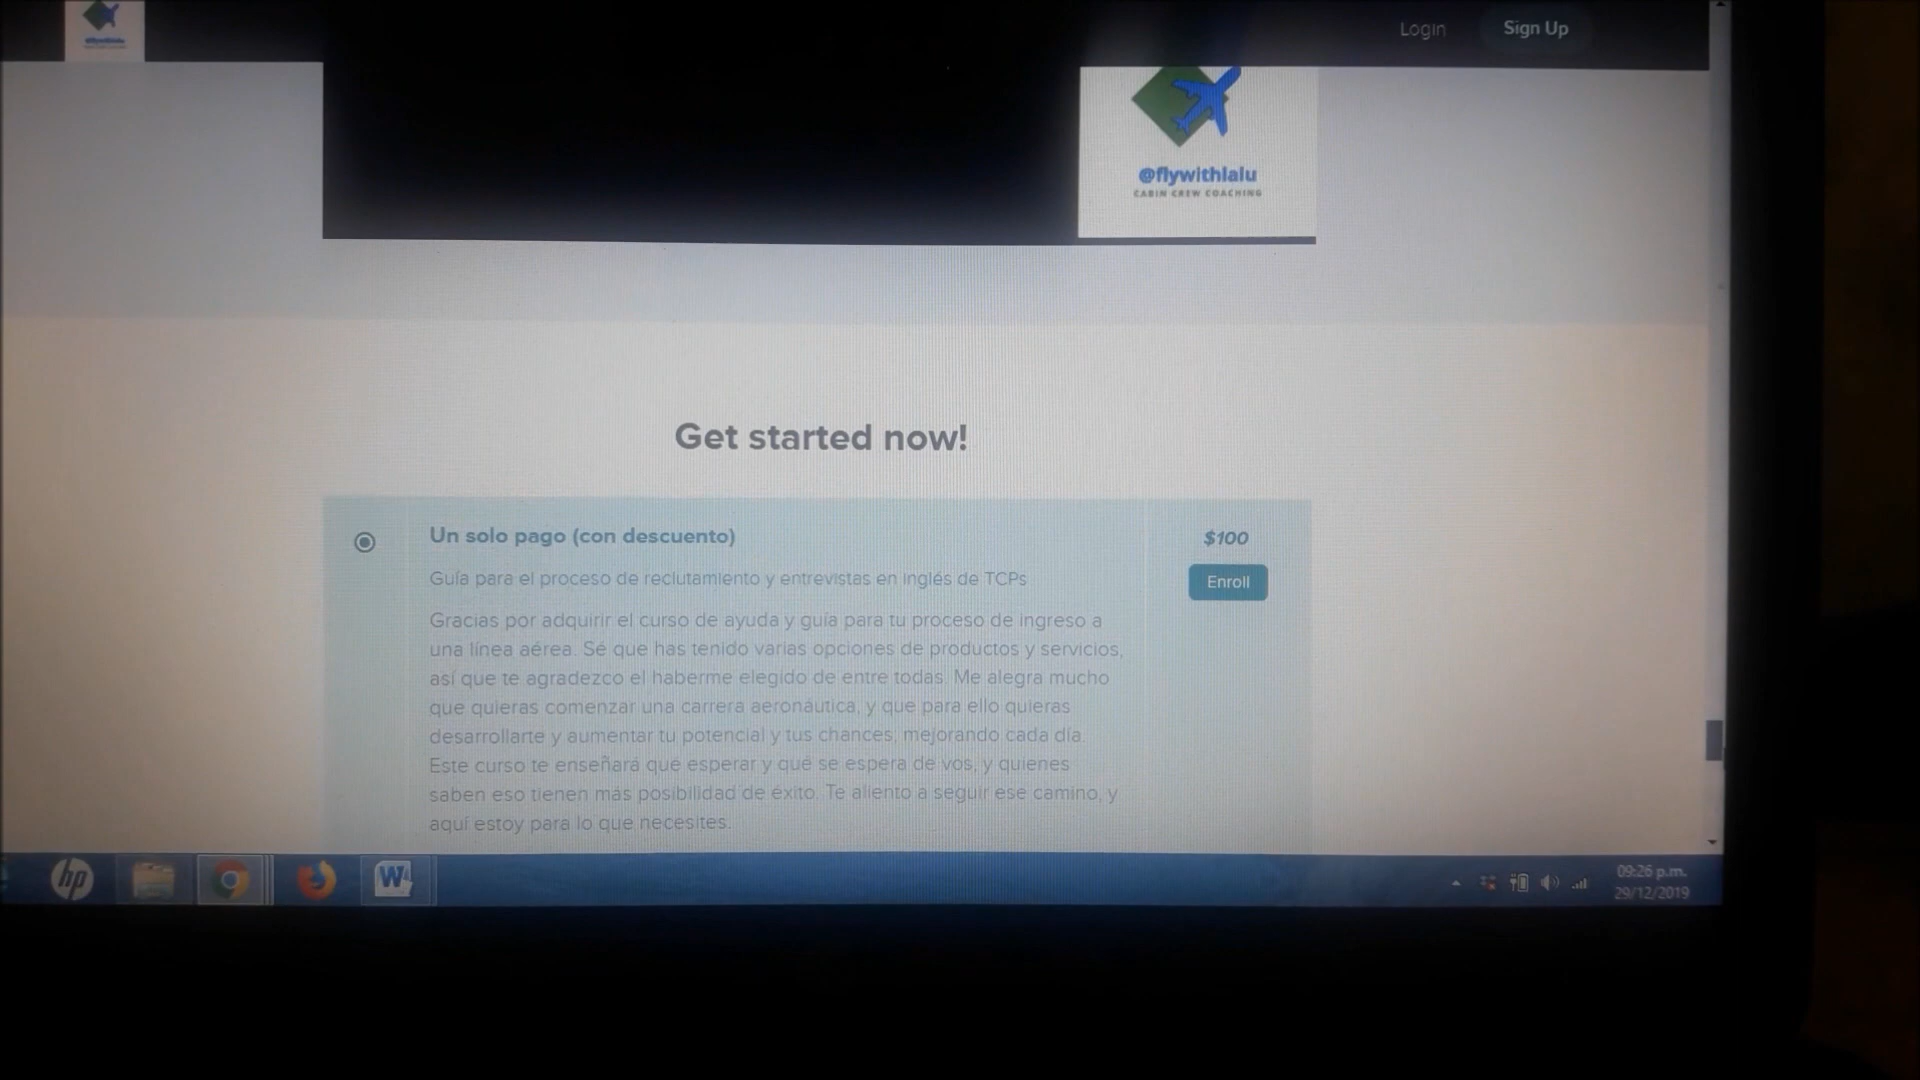 Login
Sign Up
@flywithlalu
CABIN CREW COACHING
Get started now!
Un solo pago (con descuento)
$100
Enroll
Guía para el proceso de reclutamiento y entrevistas en inglés de TCPs
Gracias por adquirir el curso de ayuda y guía para tu proceso de ingreso a
una línea aérea. Sé que has tenido varias opciones de productos y servicios,
así que te agradezco el haberme elegido de entre todas. Me alegra mucho
que quieras comenzar una carrera aeronáutica, y que para ello quieras
desarrollarte y aumentar tu potencial y tus chances, mejorando cada día.
Este curso te enseñará que esperar y qué se espera de vos, y quienes
saben eso tienen más posibilidad de éxito. Te aliento a seguir ese camino, y
aquí estoy para lo que necesites.
hp
W
09:26 p.m.
29/12/2019